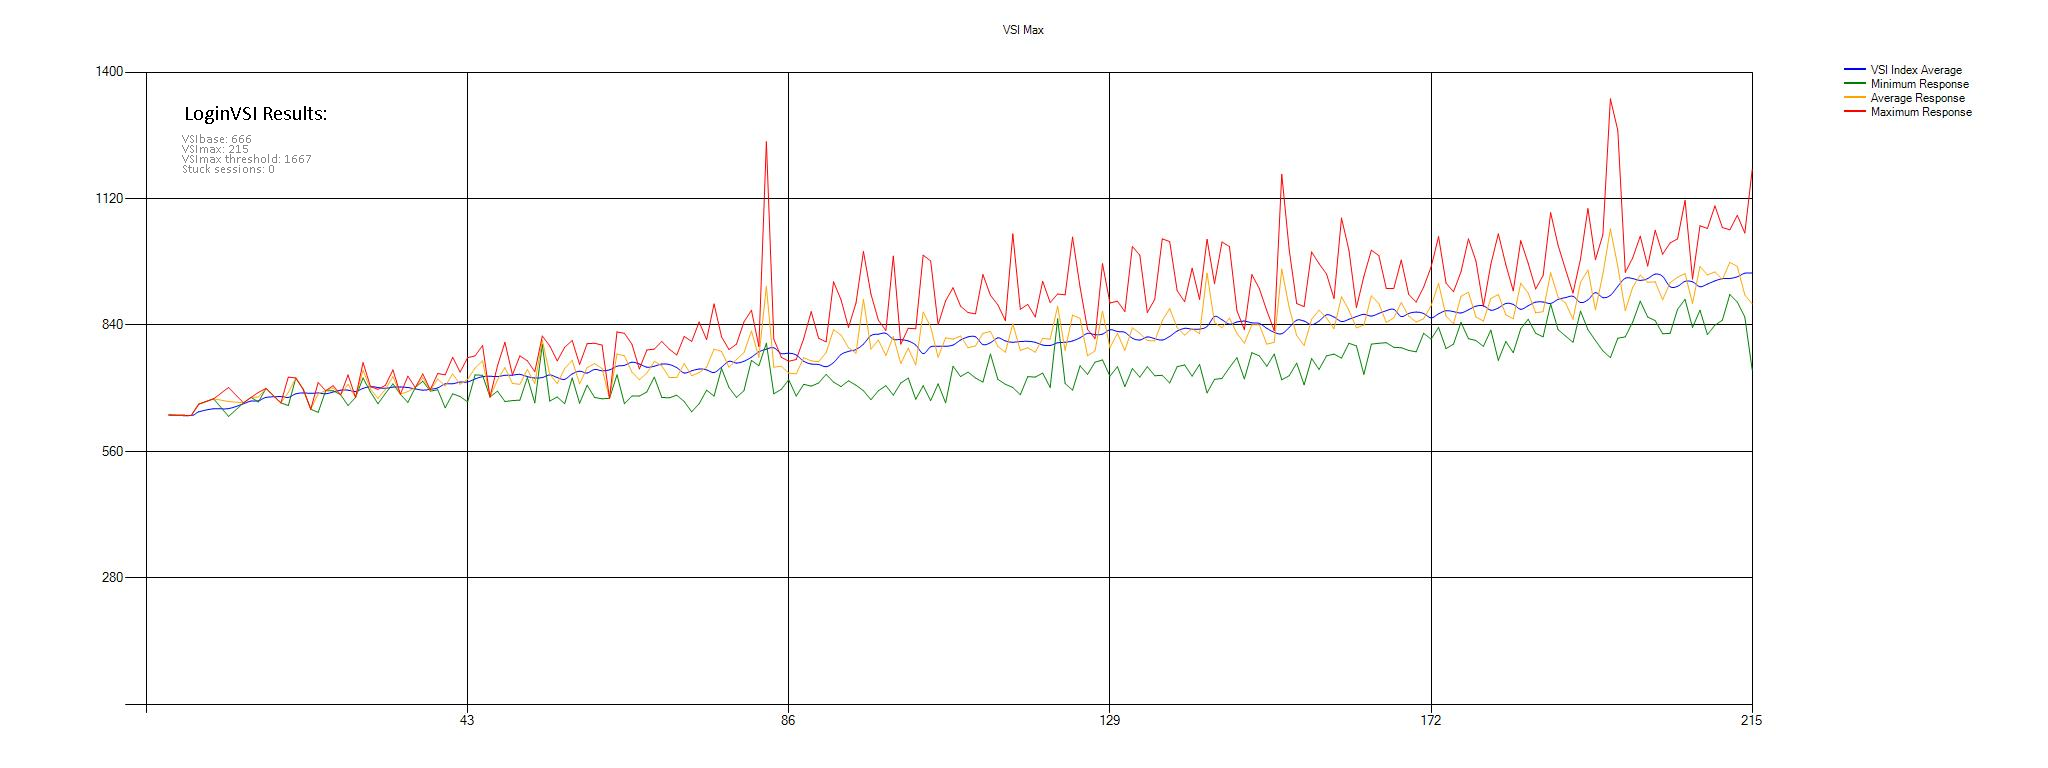 VSI Max
1400
1120
840
560
280
43
86
129
172
215
LoginVSI Results:
VSIbase: 666
VSImax: 215
VSImax threshold: 1667
Stuck sessions: 0
VSI Index Average
Minimum Response
Average Response
Maximum Response